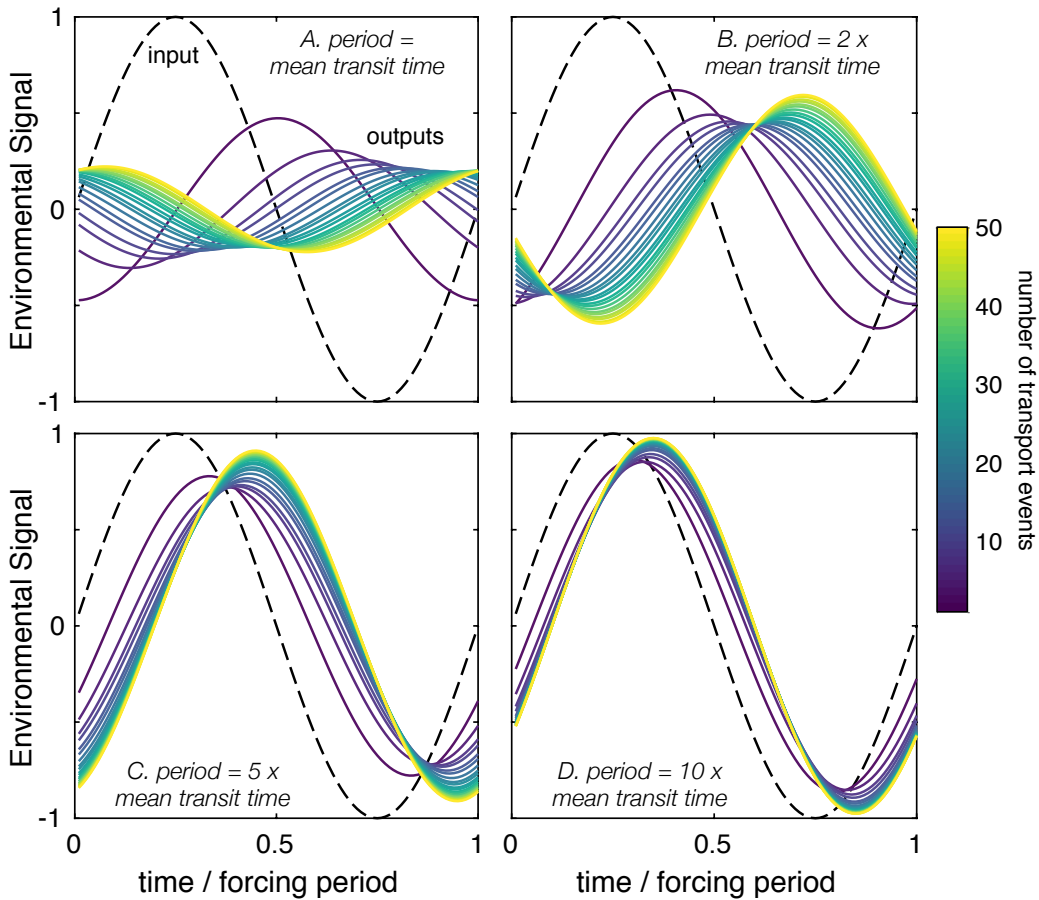 1
0
-1
Environmental Signal
input
A. period =
mean transit time
outputs
B. period = 2 x
mean transit time
1
0
-1
Environmental Signal
C. period = 5 x
mean transit time
D. period = 10 x
mean transit time
0
0.5
1
0
0.5
1
time / forcing period
time / forcing period
50
40
30
20
10
number of transport events